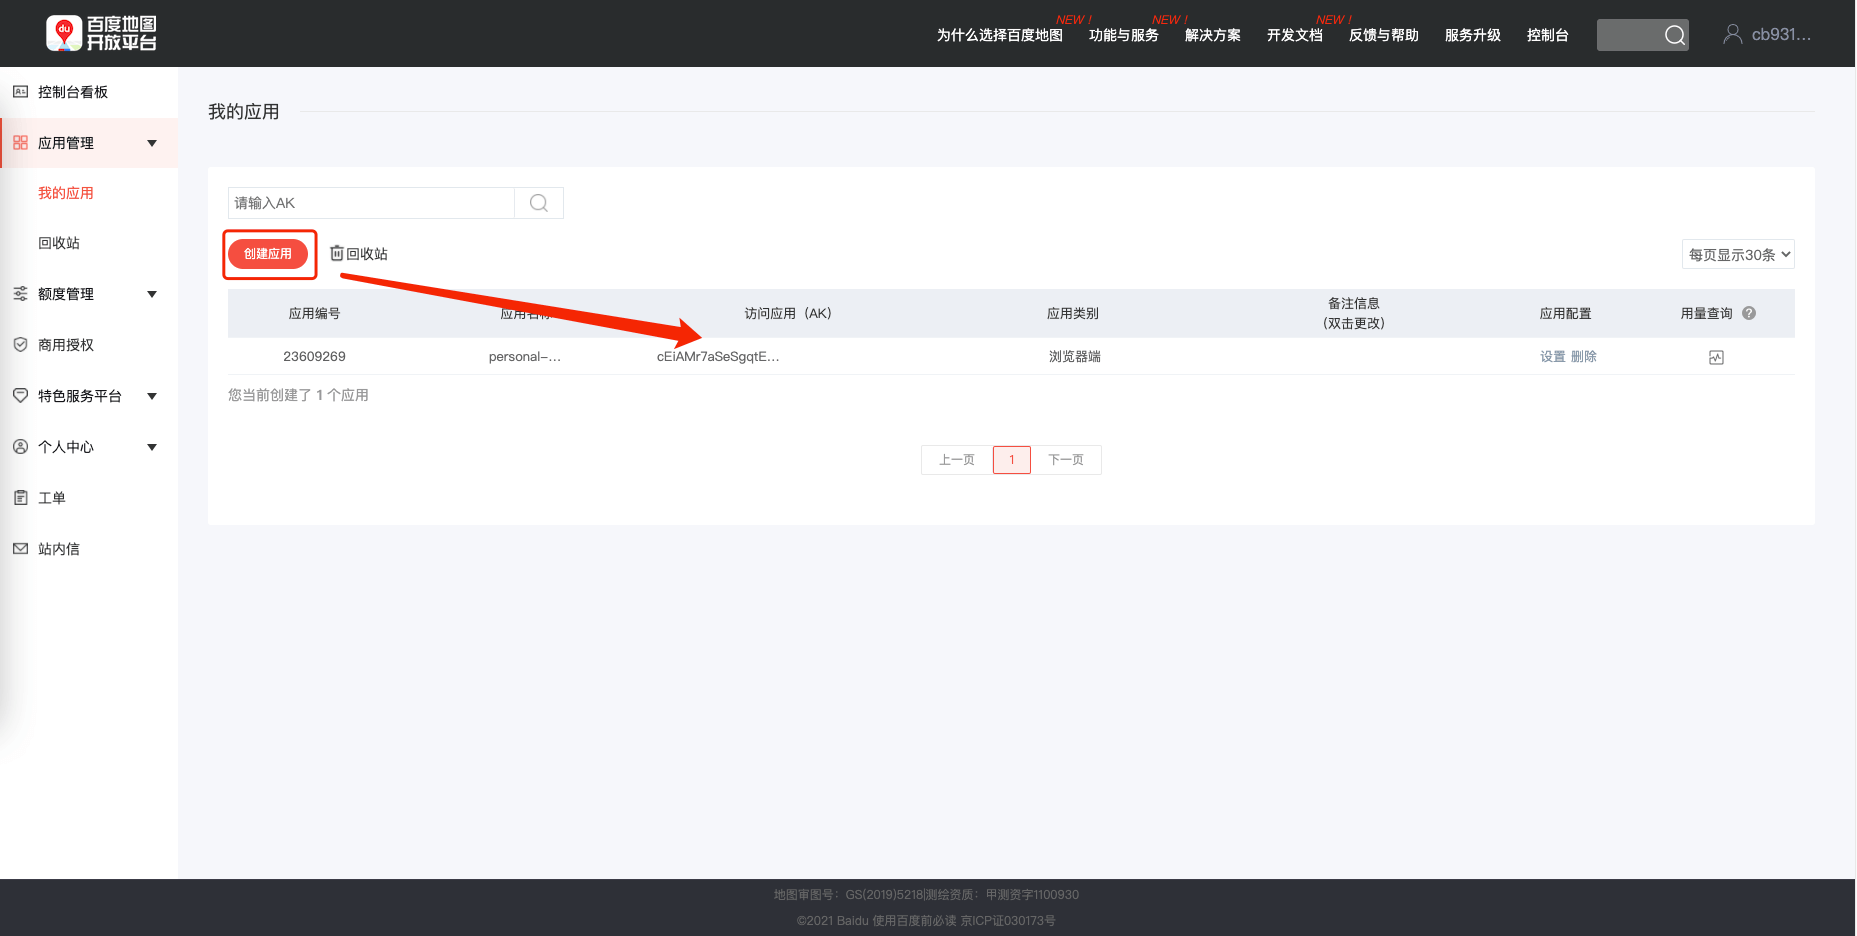 百度地图
开放平台
du
为什么选择百度地图 NEW !
功能与服务 NEW !
解决方案
开发文档 NEW !
反馈与帮助
服务升级
控制台
cb931...
控制台看板
应用管理
我的应用
回收站
额度管理
商用授权
特色服务平台
个人中心
工单
站内信
我的应用
请输入AK
创建应用 回收站
每页显示30条
应用编号 应用名称 访问应用（AK） 应用类别 备注信息 (双击更改) 应用配置 用量查询 ?
23609269 personal-... cEiAMr7aSeSgqtE... 浏览器端 设置 删除
您当前创建了 1 个应用
上一页 1 下一页
地图审图号：GS(2019)5218|测绘资质：甲测资字1100930
©2021 Baidu 使用百度前必读 京ICP证030173号